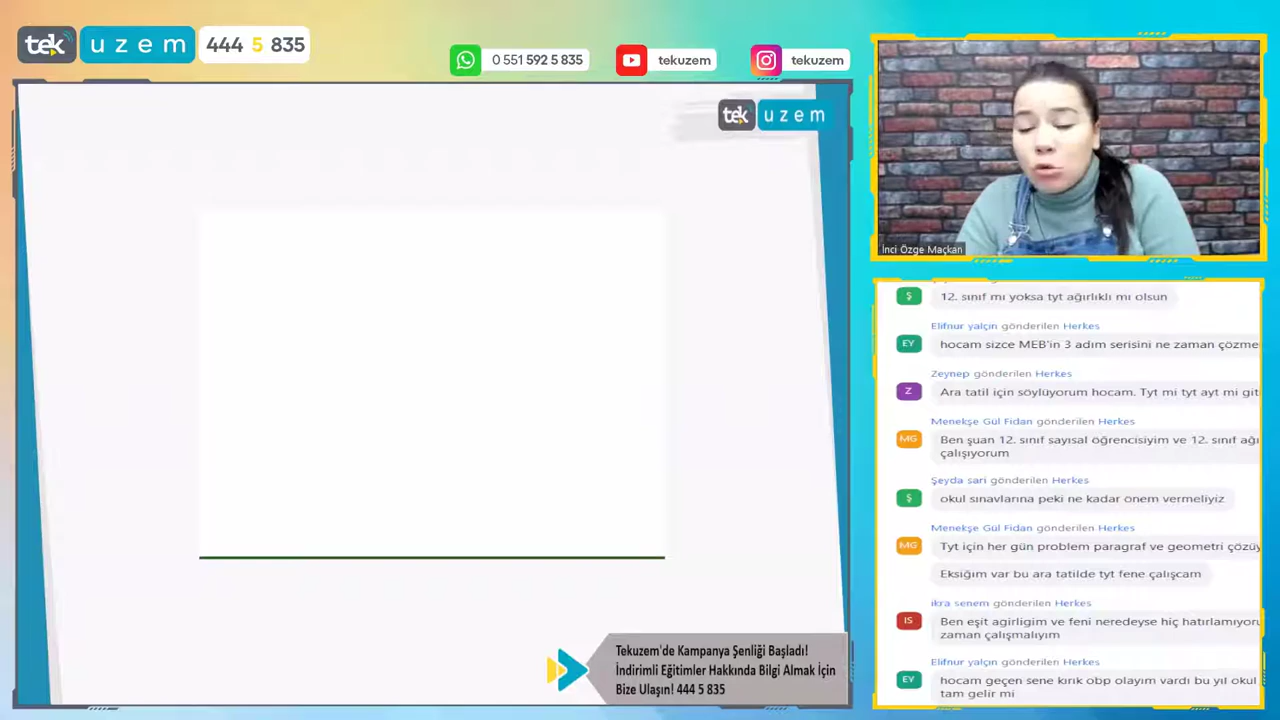 tek uzem 444 5 835
0 551 592 5 835
tekuzem
tekuzem
tek uzem
İnci Özge Maçkan
Ş
12. sınıf mı yoksa tyt ağırlıklı mı olsun
Elifnur yalçın gönderilen Herkes
EY
hocam sizce MEB'in 3 adım serisini ne zaman çözme
Zeynep gönderilen Herkes
Z
Ara tatil için söylüyorum hocam. Tyt mi tyt ayt mi git
Menekşe Gül Fidan gönderilen Herkes
MG
Ben şuan 12. sınıf sayısal öğrencisiyim ve 12. sınıf ağı
çalışıyorum
Şeyda sari gönderilen Herkes
Ş
okul sınavlarına peki ne kadar önem vermeliyiz
Menekşe Gül Fidan gönderilen Herkes
MG
Tyt için her gün problem paragraf ve geometri çözüy
Eksiğim var bu ara tatilde tyt fene çalışcam
ikra senem gönderilen Herkes
IS
Ben eşit agirligim ve feni neredeyse hiç hatırlamıyoru
zaman çalışmalıyım
Elifnur yalçın gönderilen Herkes
EY
hocam geçen sene kırık obp olayım vardı bu yıl okul
tam gelir mi
Tekuzem'de Kampanya Şenliği Başladı!
İndirimli Eğitimler Hakkında Bilgi Almak İçin
Bize Ulaşın! 444 5 835